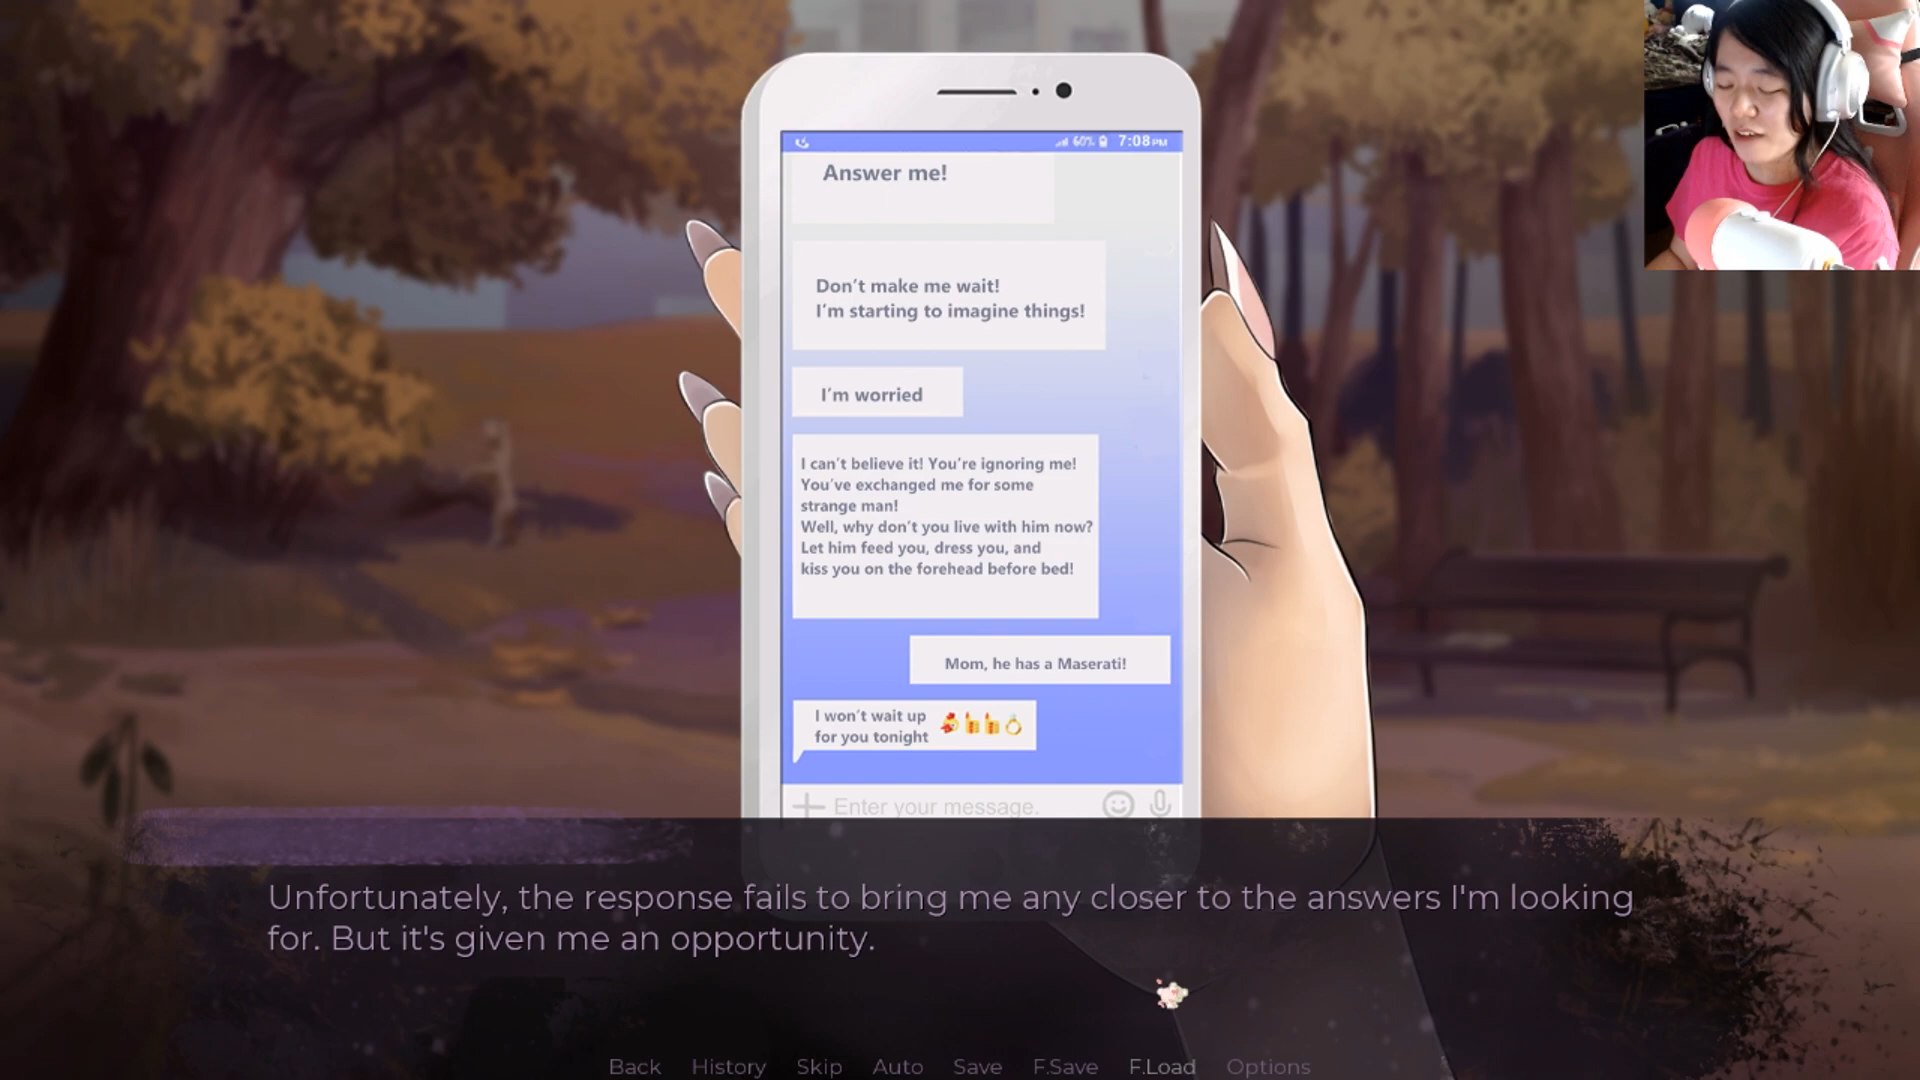 60% 7:08 PM
Answer me!
Don't make me wait!
I'm starting to imagine things!
I'm worried
I can't believe it! You're ignoring me!
You've exchanged me for some
strange man!
Well, why don't you live with him now?
Let him feed you, dress you, and
kiss you on the forehead before bed!
Mom, he has a Maserati!
I won't wait up
for you tonight
Enter your message.
Unfortunately, the response fails to bring me any closer to the answers I'm looking
for. But it's given me an opportunity.
Back History Skip Auto Save F.Save F.Load Options